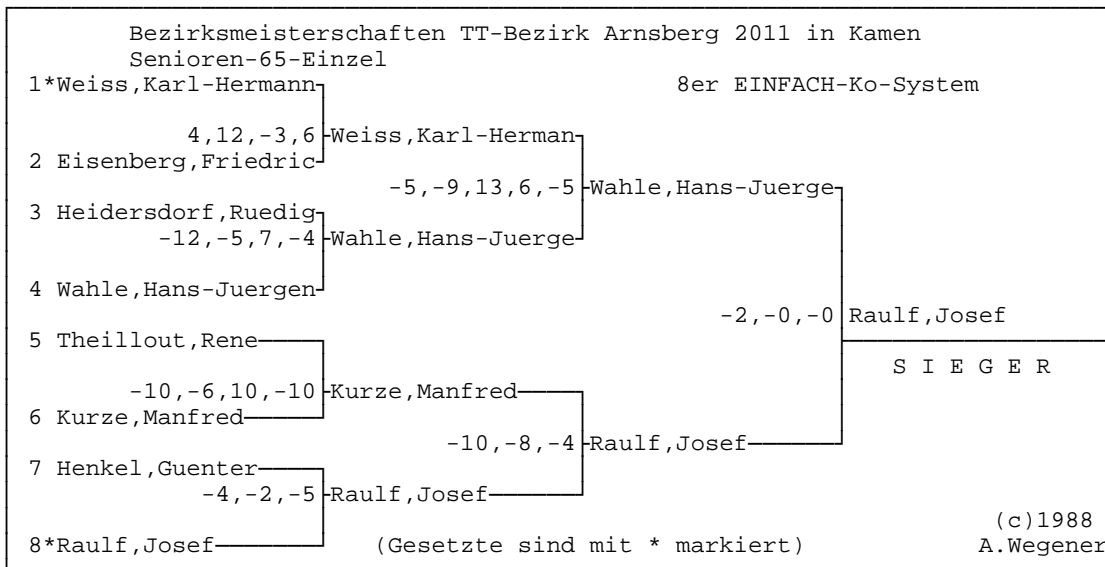 Bezirksmeisterschaften TT-Bezirk Arnsberg 2011 in Kamen
Senioren-65-Einzel
1*Weiss,Karl-Hermann 8er EINFACH-Ko-System
4,12,-3,6 Weiss,Karl-Herman
2 Eisenberg,Friedric
-5,-9,13,6,-5 Wahle,Hans-Juerge
3 Heidersdorf,Ruedig
-12,-5,7,-4 Wahle,Hans-Juerge
4 Wahle,Hans-Juergen
-2,-0,-0 Raulf,Josef
5 Theillout,Rene
S I E G E R
-10,-6,10,-10 Kurze,Manfred
6 Kurze,Manfred
-10,-8,-4 Raulf,Josef
7 Henkel,Guenter
-4,-2,-5 Raulf,Josef
(c)1988
8*Raulf,Josef (Gesetzte sind mit * markiert) A.Wegener